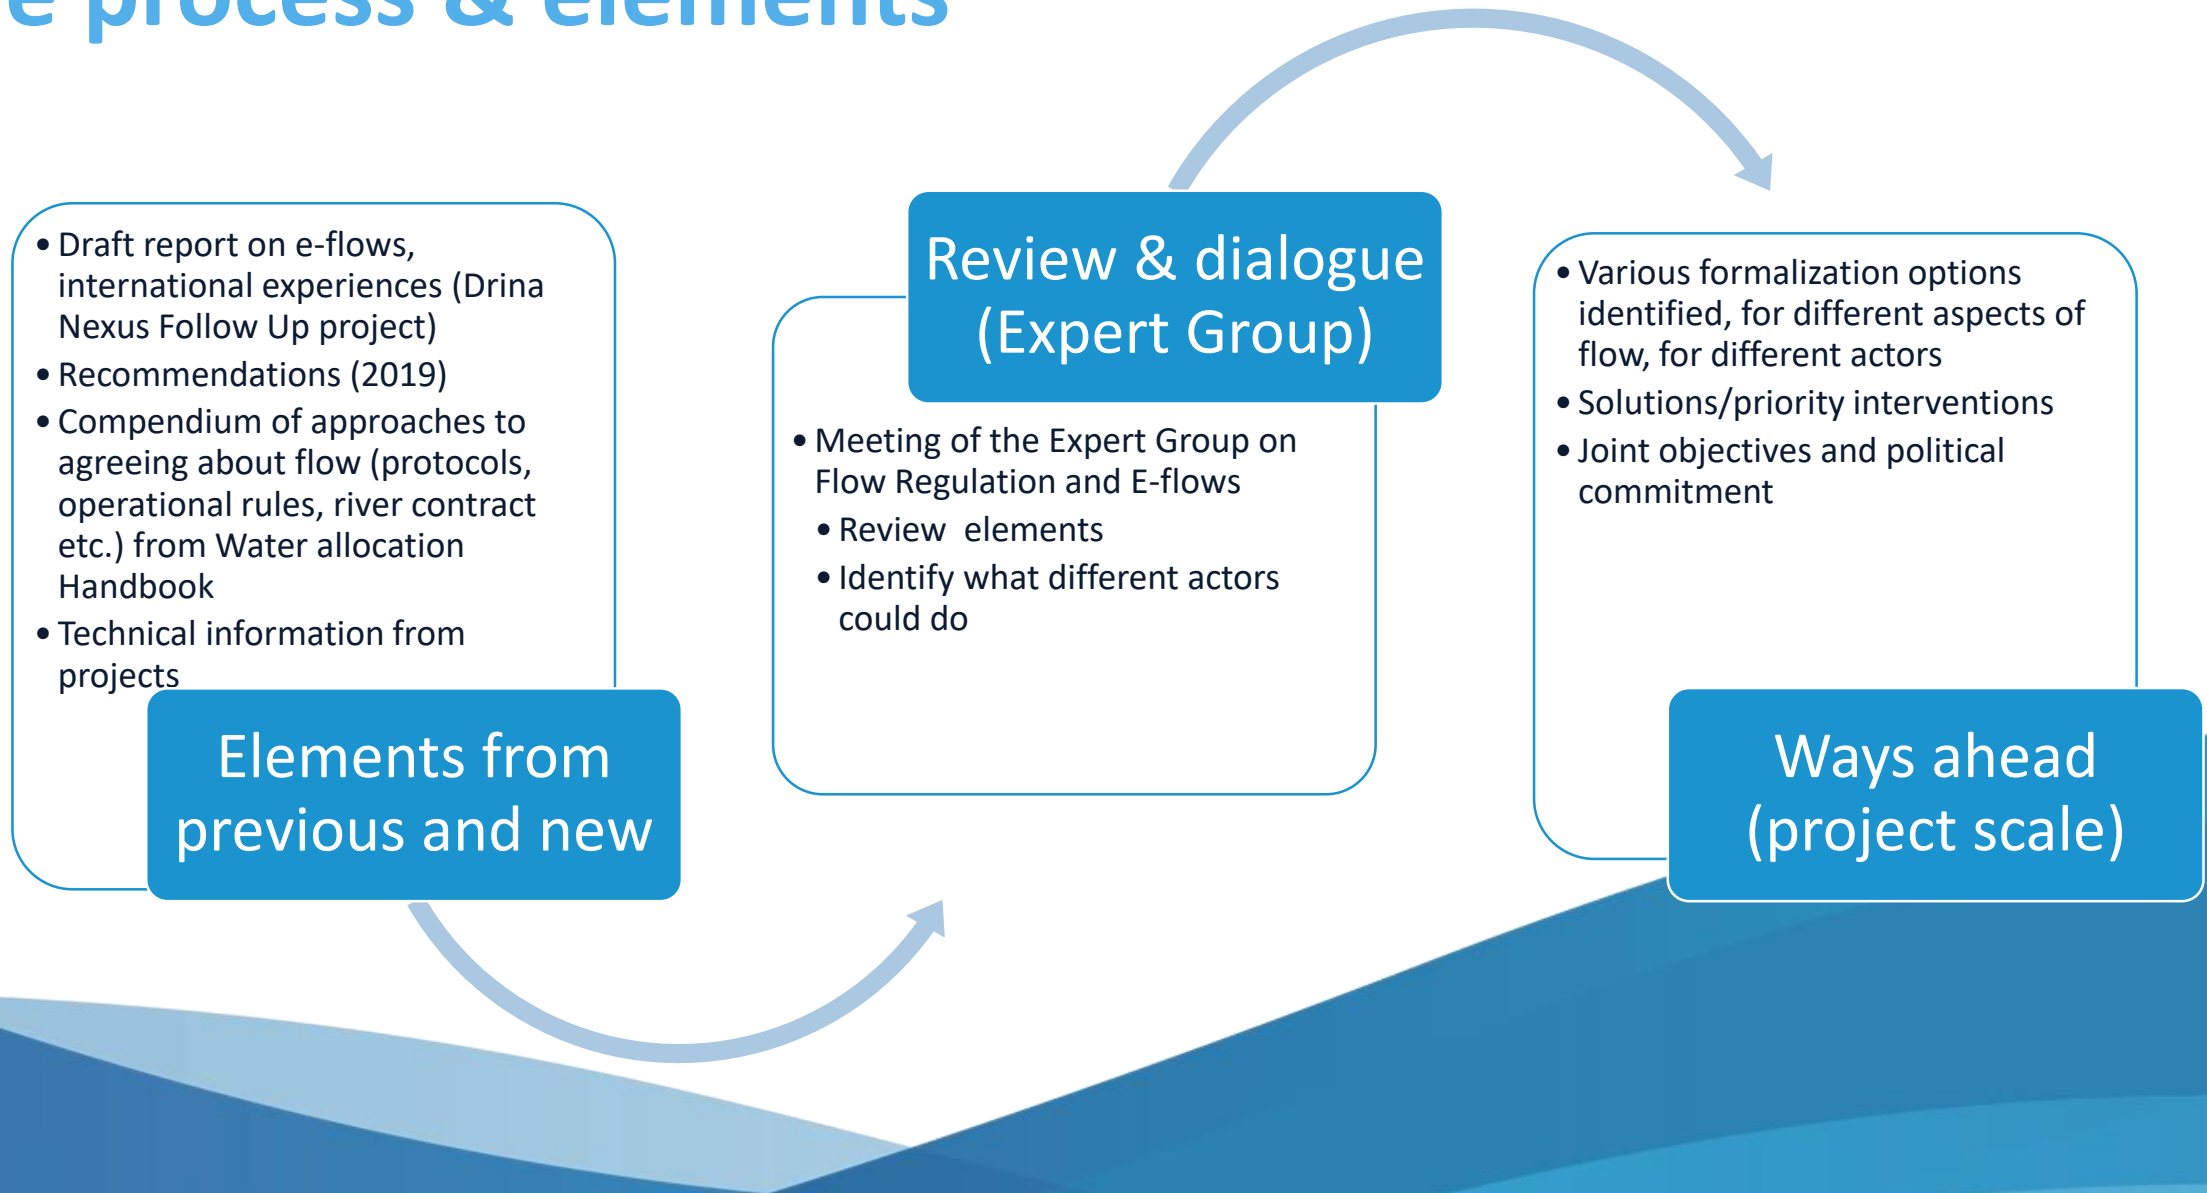 e process & elements
• Draft report on e-flows,
international experiences (Drina
Nexus Follow Up project)
• Recommendations (2019)
• Compendium of approaches to
agreeing about flow (protocols,
operational rules, river contract
etc.) from Water allocation
Handbook
• Technical information from
projects
Elements from
previous and new
Review & dialogue
(Expert Group)
• Meeting of the Expert Group on
Flow Regulation and E-flows
• Review  elements
• Identify what different actors
could do
• Various formalization options
identified, for different aspects of
flow, for different actors
• Solutions/priority interventions
• Joint objectives and political
commitment
Ways ahead
(project scale)